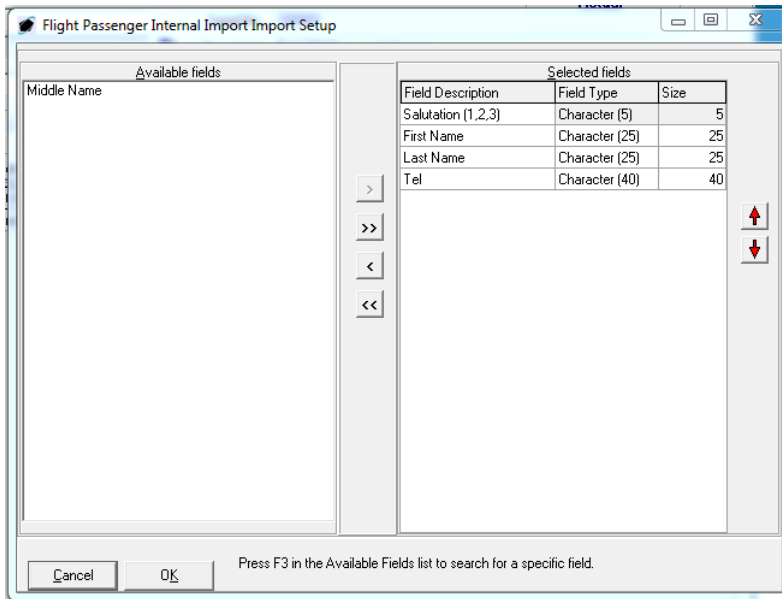 Flight Passenger Internal Import Import Setup
Available fields
Middle Name
>
>>
<
<<
Selected fields
Field Description Field Type Size
Salutation (1,2,3) Character (5) 5
First Name Character (25) 25
Last Name Character (25) 25
Tel Character (40) 40
Press F3 in the Available Fields list to search for a specific field.
Cancel OK